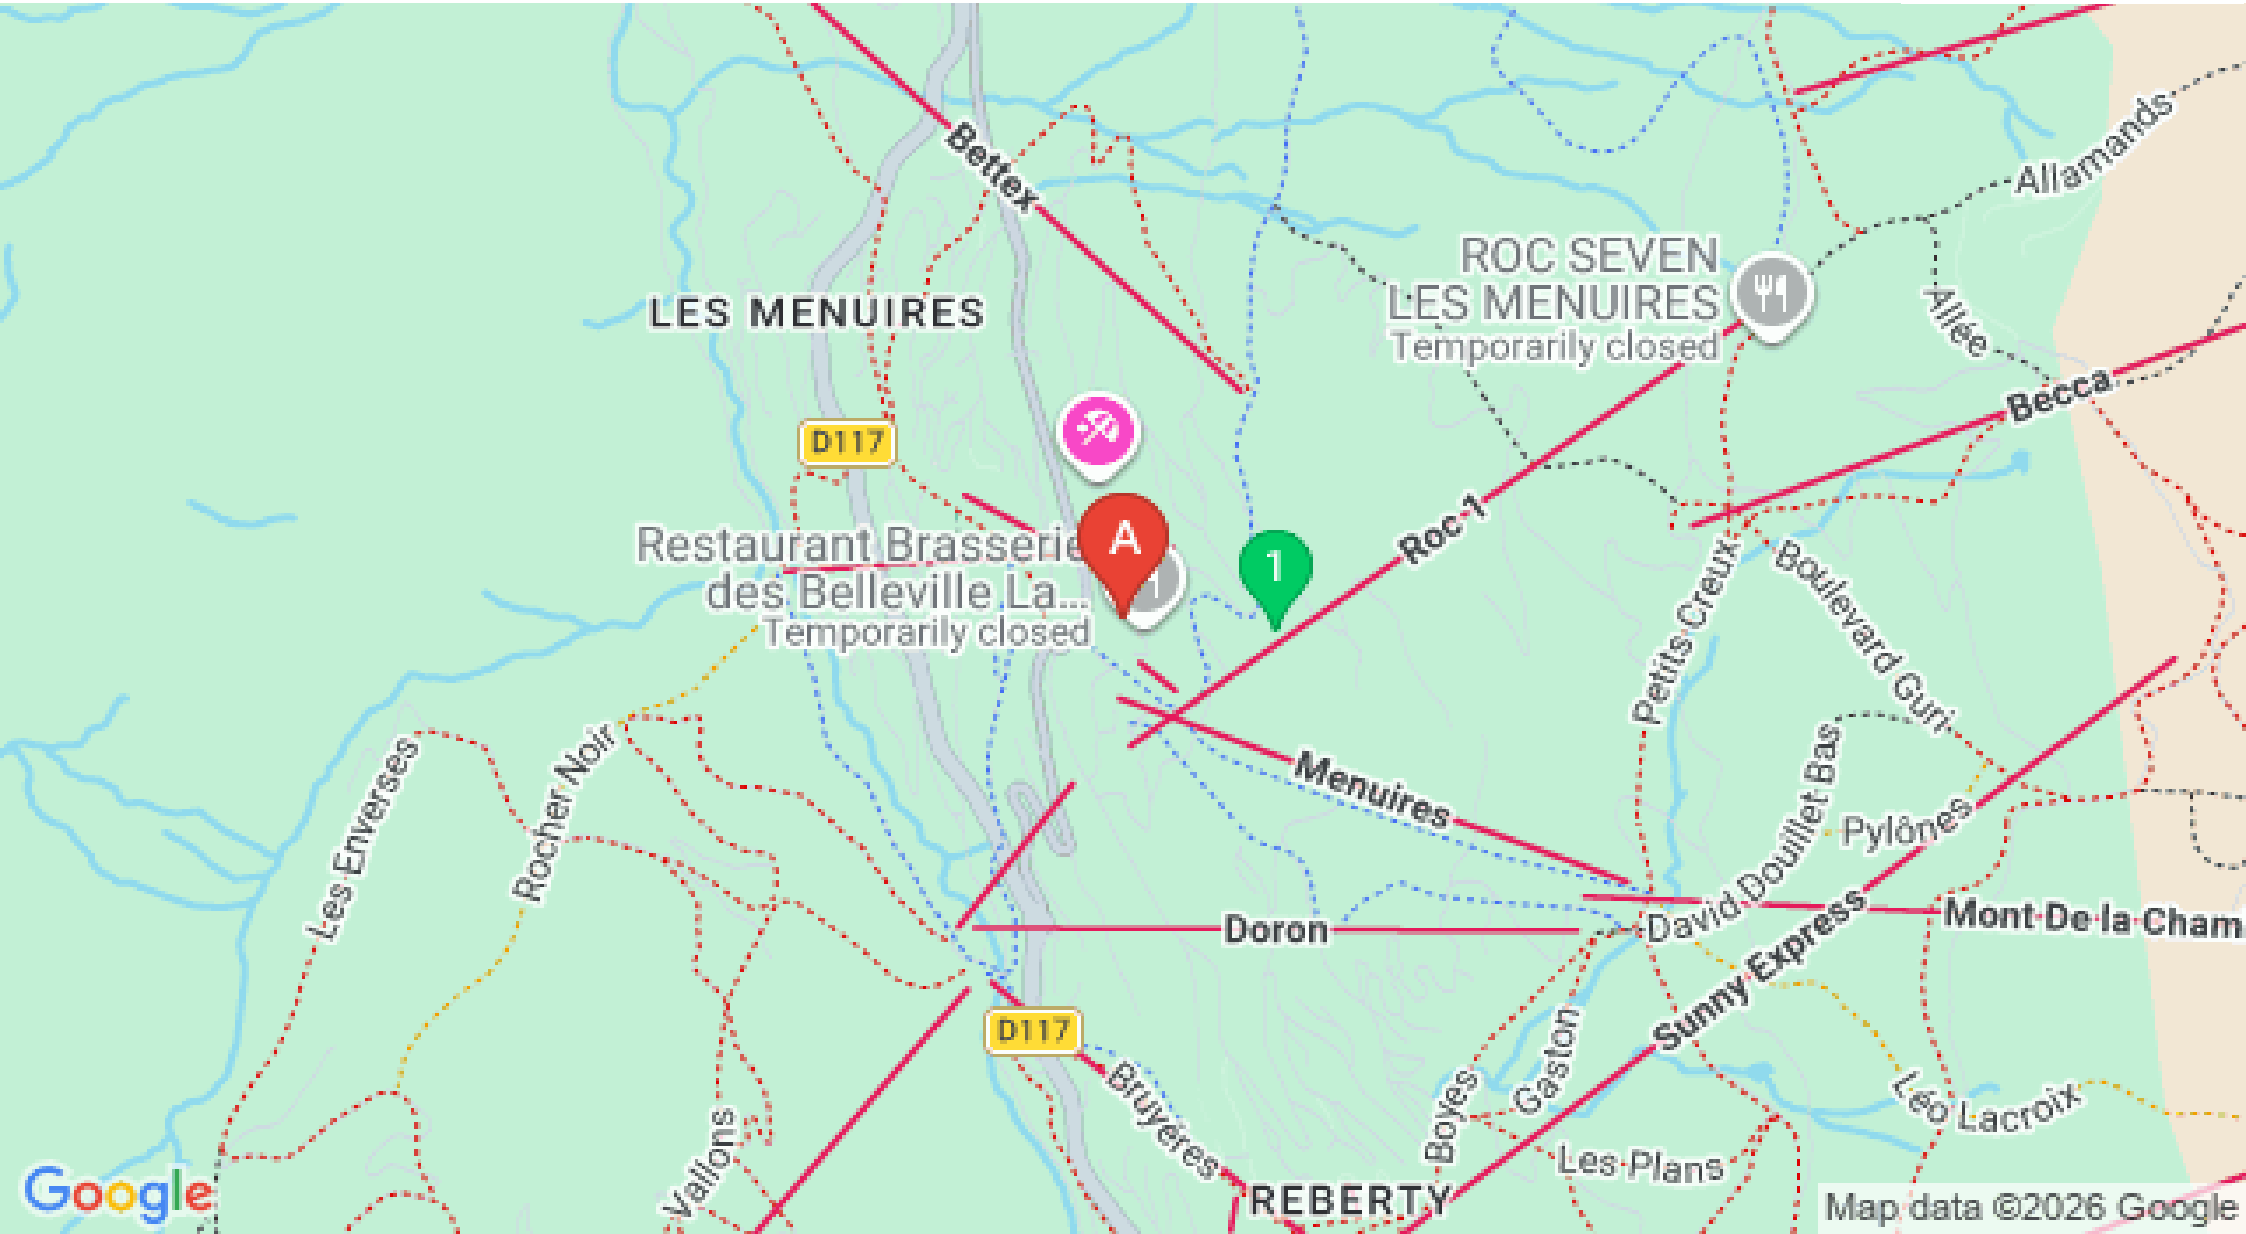 Bettex
Allamands
ROC SEVEN
LES MENUIRES
Temporarily closed
LES MENUIRES
Allée
Becca
D117
Roc 1
A
1
Restaurant Brasserie
des Belleville La...
Temporarily closed
Petits Creux
Boulevard Guri
Les Enverses
Rocher Noir
Menuires
David Douillet Bas
Pylônes
Doron
Mont De la Cham
Sunny Express
D117
Bruyères
Boyes
Gaston
Léo Lacroix
Les Plans
Vallons
REBERTY
Google
Map data ©2026 Google